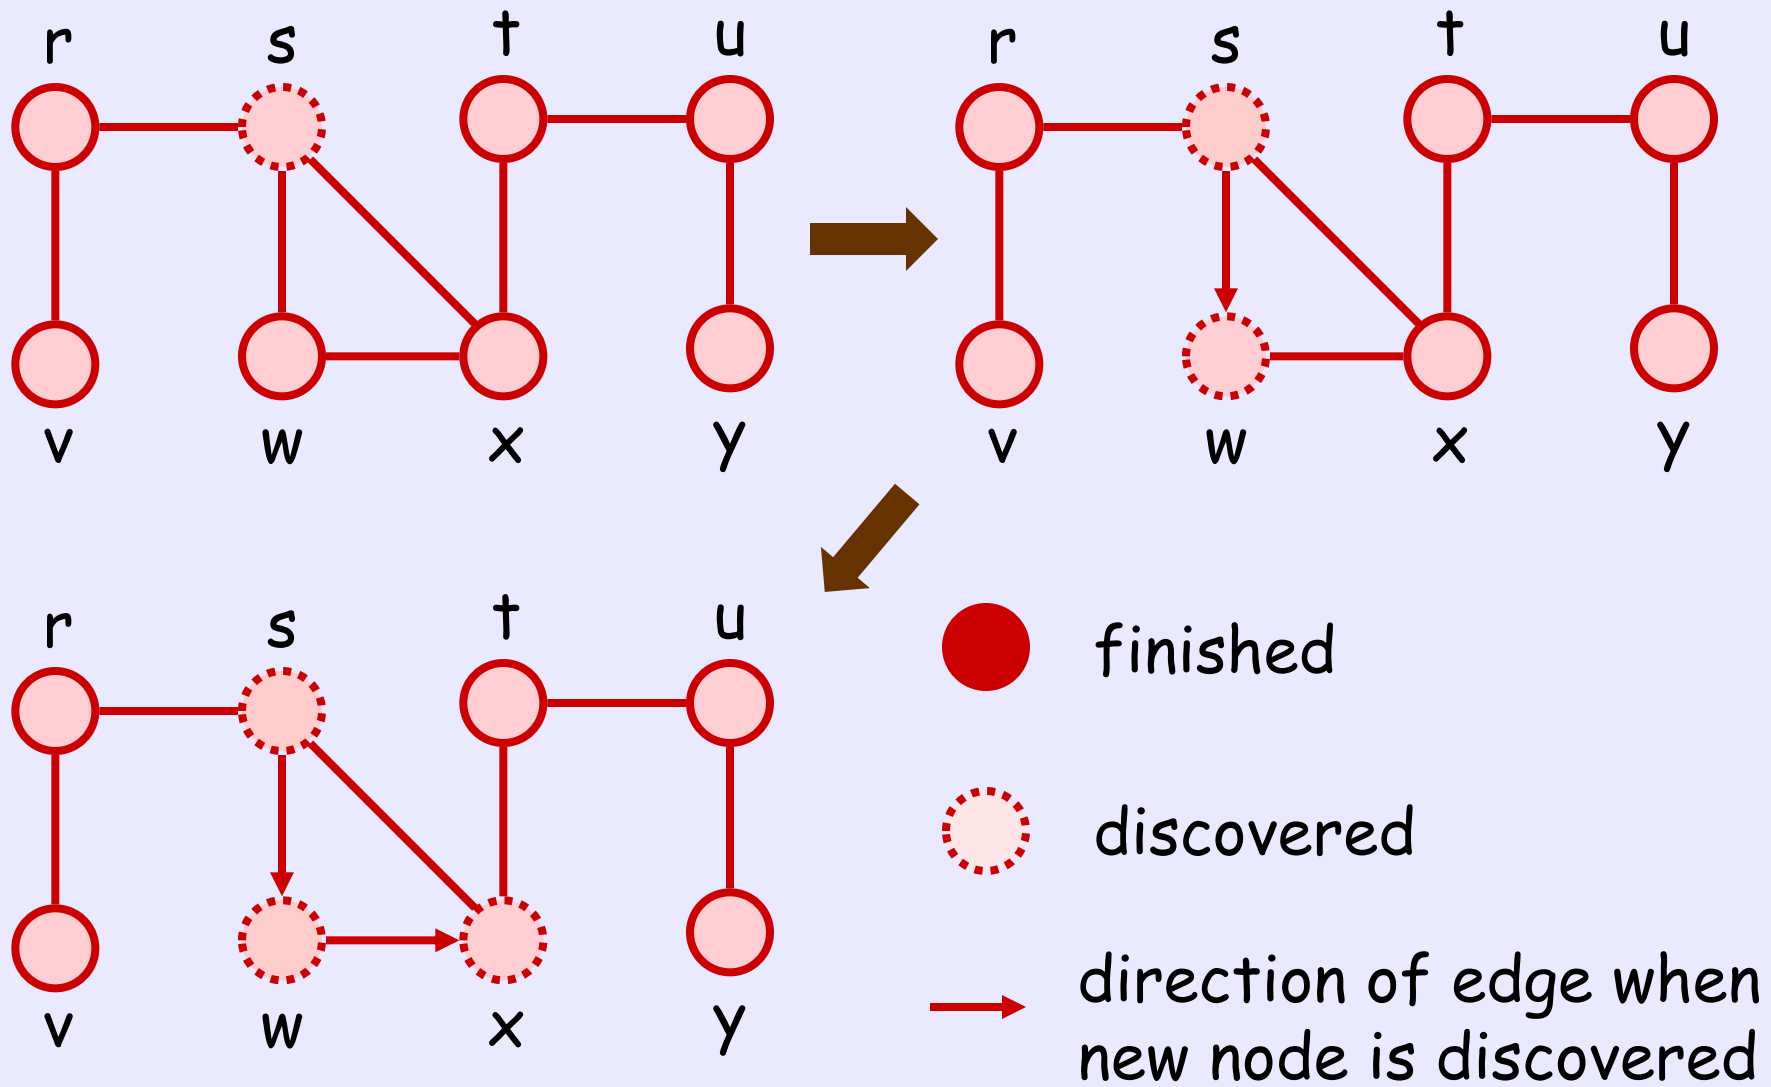 r s t u
v w x y
r s t u
v w x y
r s t u
v w x y
finished
discovered
direction of edge when
new node is discovered